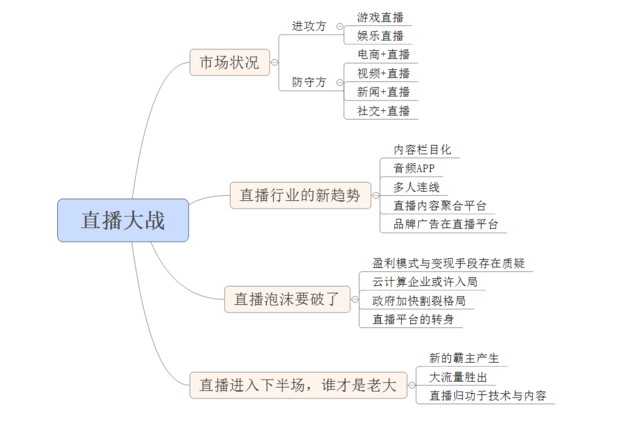 直播大战
市场状况
进攻方
游戏直播
娱乐直播
防守方
电商+直播
视频+直播
新闻+直播
社交+直播
直播行业的新趋势
内容栏目化
音频APP
多人连线
直播内容聚合平台
品牌广告在直播平台
直播泡沫要破了
盈利模式与变现手段存在质疑
云计算企业或许入局
政府加快割裂格局
直播平台的转身
直播进入下半场，谁才是老大
新的霸主产生
大流量胜出
直播归功于技术与内容